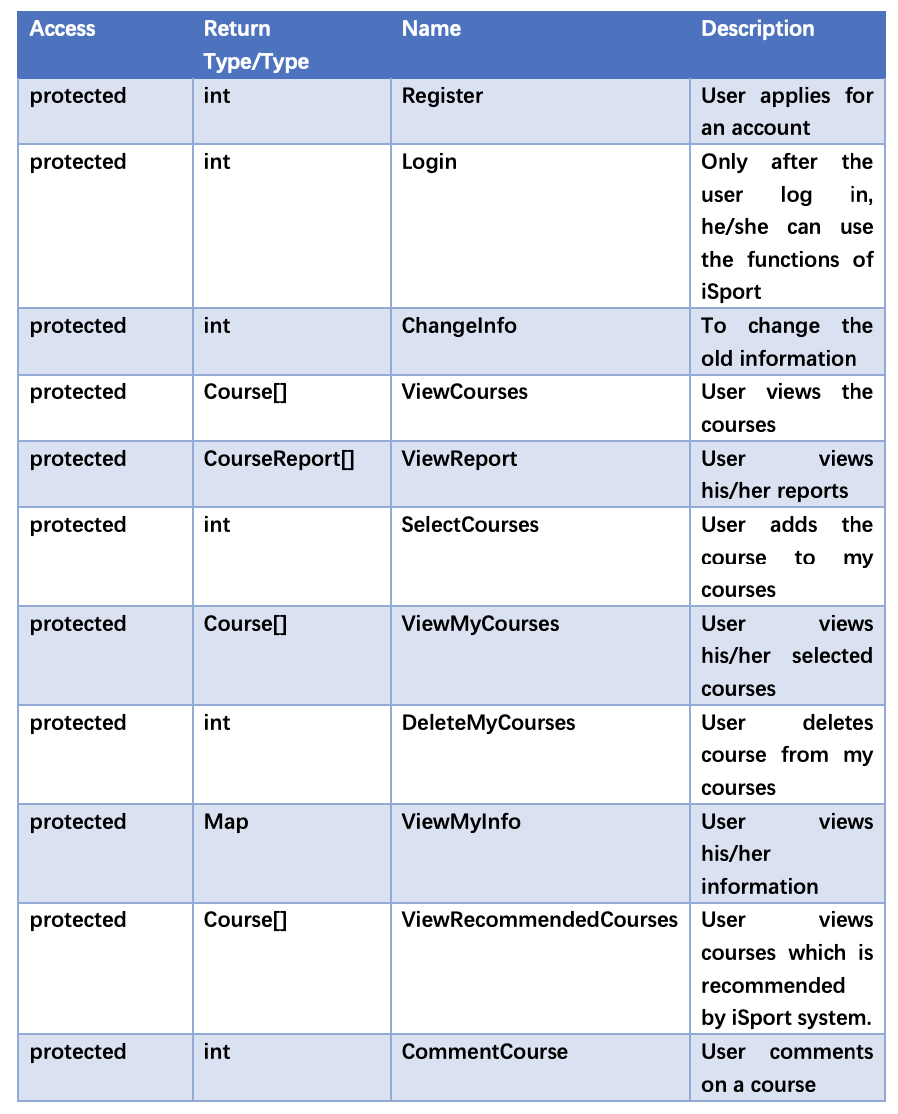 Access Return Name Description
Type/Type
protected int Register User applies for
an account
protected int Login Only after the
user log in,
he/she can use
the functions of
iSport
protected int ChangeInfo To change the
old information
protected Course[] ViewCourses User views the
courses
protected CourseReport[] ViewReport User views
his/her reports
protected int SelectCourses User adds the
course to my
courses
protected Course[] ViewMyCourses User views
his/her selected
courses
protected int DeleteMyCourses User deletes
course from my
courses
protected Map ViewMyInfo User views
his/her
information
protected Course[] ViewRecommendedCourses User views
courses which is
recommended
by iSport system.
protected int CommentCourse User comments
on a course